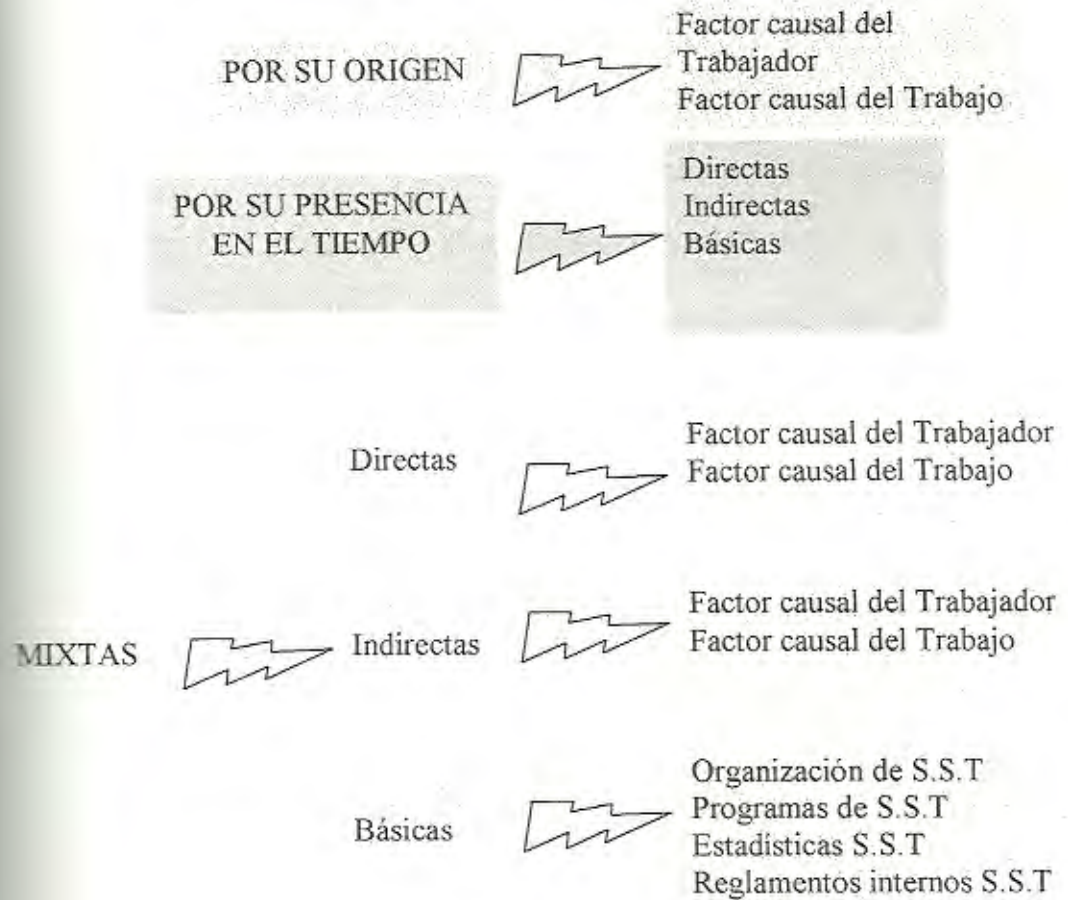 POR SU ORIGEN
Factor causal del
Trabajador
Factor causal del Trabajo
POR SU PRESENCIA
EN EL TIEMPO
Directas
Indirectas
Básicas
Directas
Factor causal del Trabajador
Factor causal del Trabajo
MIXTAS
Indirectas
Factor causal del Trabajador
Factor causal del Trabajo
Básicas
Organización de S.S.T
Programas de S.S.T
Estadísticas S.S.T
Reglamentos internos S.S.T